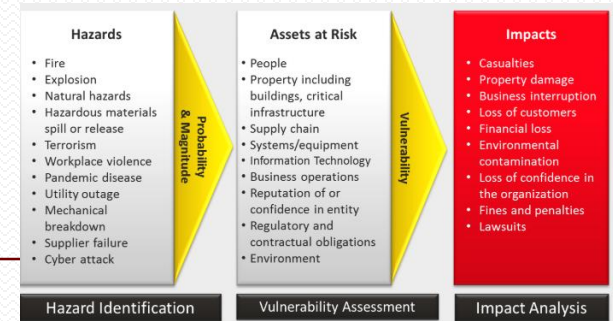 Hazards
• Fire
• Explosion
• Natural hazards
• Hazardous materials
spill or release
• Terrorism
• Workplace violence
• Pandemic disease
• Utility outage
• Mechanical
breakdown
• Supplier failure
• Cyber attack
Probability
& Magnitude
Assets at Risk
• People
• Property including
buildings, critical
infrastructure
• Supply chain
• Systems/equipment
• Information Technology
• Business operations
• Reputation of or
confidence in entity
• Regulatory and
contractual obligations
• Environment
Vulnerability
Impacts
• Casualties
• Property damage
• Business interruption
• Loss of customers
• Financial loss
• Environmental
contamination
• Loss of confidence in
the organization
• Fines and penalties
• Lawsuits
Hazard Identification
Vulnerability Assessment
Impact Analysis